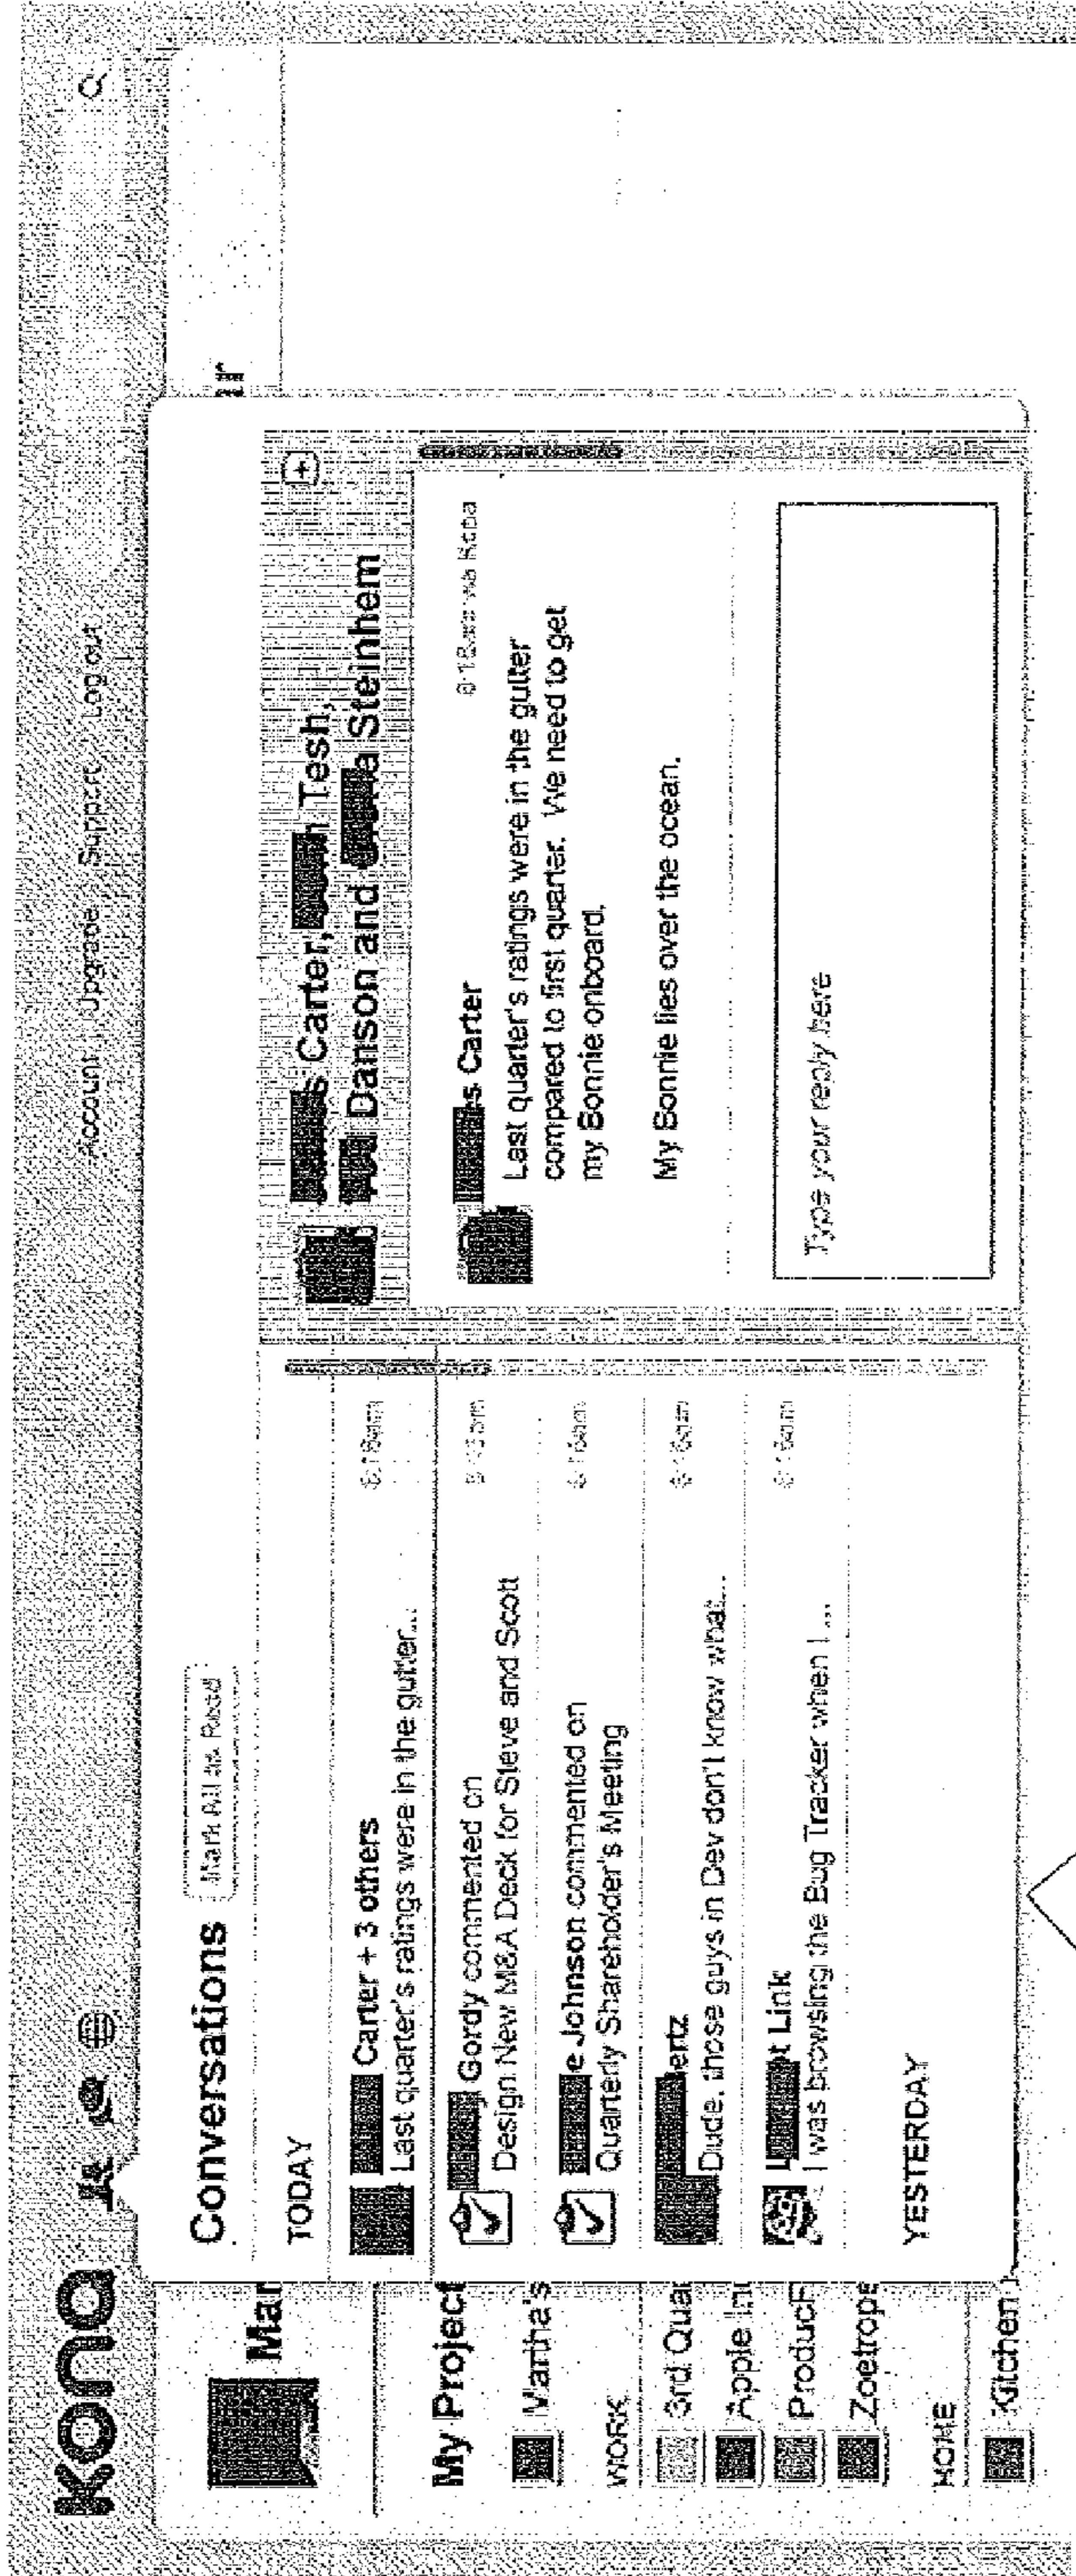 kona
Account Upgrade Support Log out
Mar
My Project
Martha's
WORK
3rd Quar
Apple Ini
ProducF
Zoetrope
HOME
Kitchen
Conversations
Mark All as Read
TODAY
Carter + 3 others
Last quarter's ratings were in the gutter...
Gordy commented on
Design New M&A Deck for Steve and Scott
e Johnson commented on
Quarterly Shareholder's Meeting
ertz
Dude, those guys in Dev don't know what...
t Link
I was browsing the Bug Tracker when I ...
YESTERDAY
s Carter, Tesh,
Danson and a Steinhem
es Carter
Last quarter's ratings were in the gutter
compared to first quarter. We need to get
my Bonnie onboard.
My Bonnie lies over the ocean.
Type your reply here